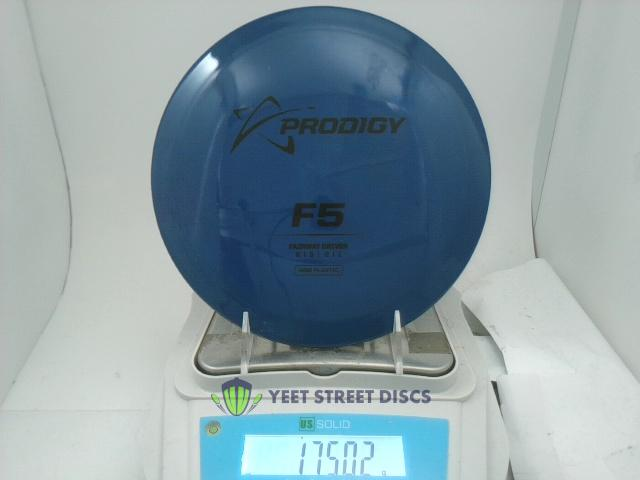 PRODIGY
F5
FAIRWAY DRIVER
YEET STREET DISCS
US SOLID
175.02 g